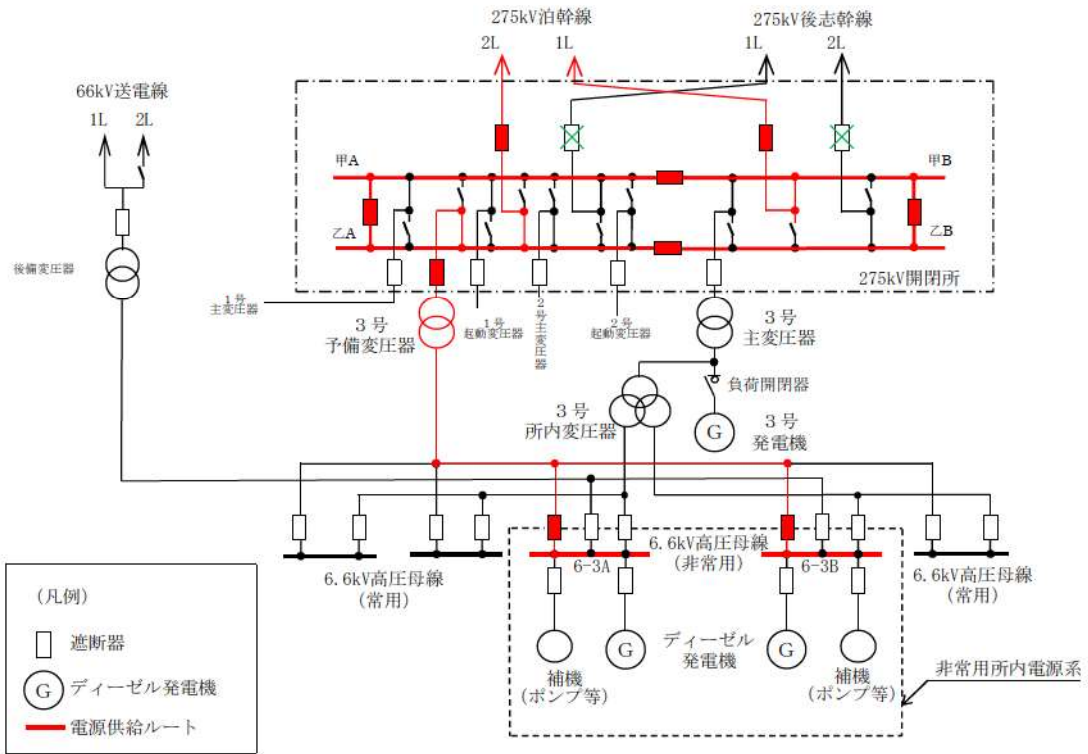 275kV泊幹線
275kV後志幹線
2L
1L
1L
2L
66kV送電線
1L
2L
甲A
甲B
乙A
乙B
後備変圧器
275kV開閉所
1号
主変圧器
3号
予備変圧器
1号
起動変圧器
2号主変圧器
2号
起動変圧器
3号
主変圧器
負荷開閉器
3号
所内変圧器
G
3号
発電機
6.6kV高圧母線
(常用)
6.6kV高圧母線
(非常用)
6-3A
6-3B
6.6kV高圧母線
(常用)
G
ディーゼル
発電機
G
補機
(ポンプ等)
補機
(ポンプ等)
非常用所内電源系
(凡例)
遮断器
G
ディーゼル発電機
電源供給ルート